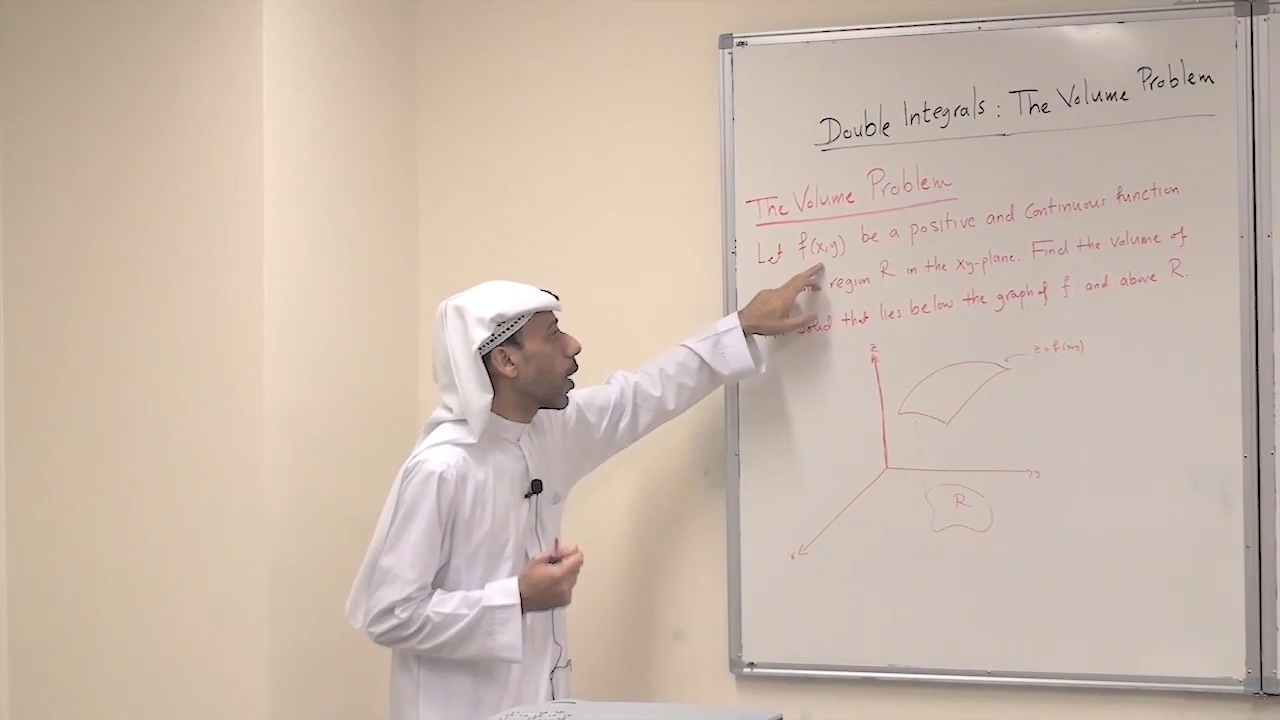 Double Integrals : The Volume Problem
The Volume Problem
Let f(x,y) be a positive and continuous function
region R in the xy-plane. Find the volume of
solid that lies below the graph of f and above R.
z
z = f(x,y)
y
R
x